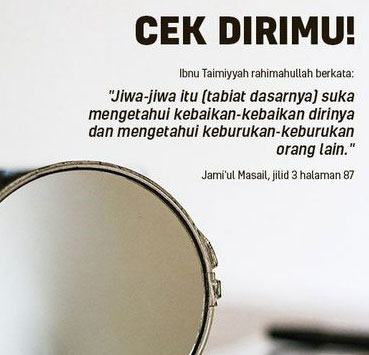 CEK DIRIMU!
Ibnu Taimiyyah rahimahullah berkata:
"Jiwa-jiwa itu (tabiat dasarnya) suka
mengetahui kebaikan-kebaikan dirinya
dan mengetahui keburukan-keburukan
orang lain."
Jami'ul Masail, jilid 3 halaman 87